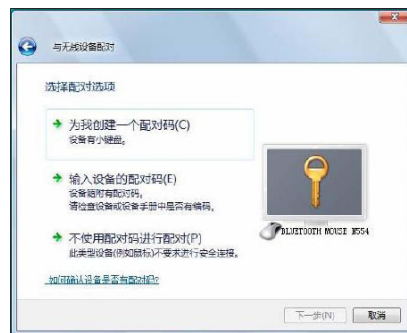 与无线设备配对
选择配对选项
为我创建一个配对码(C)
设备有小键盘。
输入设备的配对码(E)
设备随附有配对码。
请检查设备或设备手册中是否有编码。
不使用配对码进行配对(P)
此类型设备(例如鼠标)不要求进行安全连接。
BLUETOOTH MOUSE M554
如何确认设备是否有配对码?
下一步(N)
取消